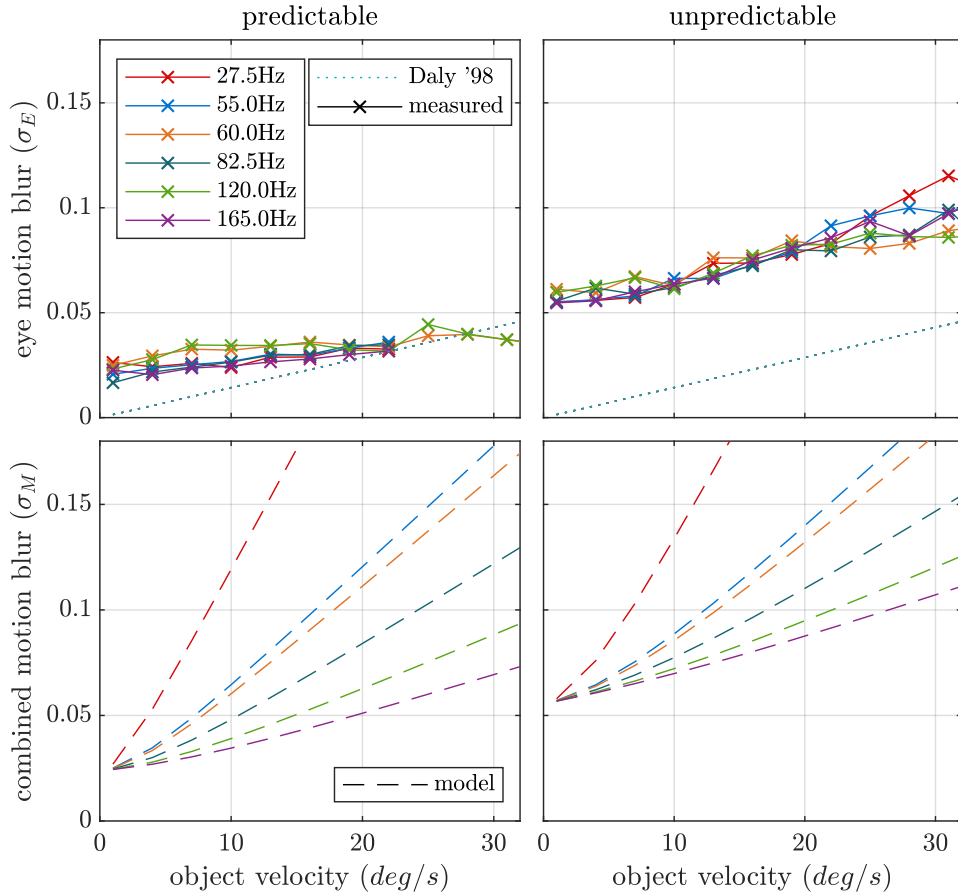 predictable
unpredictable
27.5Hz
55.0Hz
60.0Hz
82.5Hz
120.0Hz
165.0Hz
Daly '98
measured
eye motion blur (σ_E)
0.15
0.1
0.05
0
combined motion blur (σ_M)
0.15
0.1
0.05
0
model
0 10 20 30
0 10 20 30
object velocity (deg/s)
object velocity (deg/s)